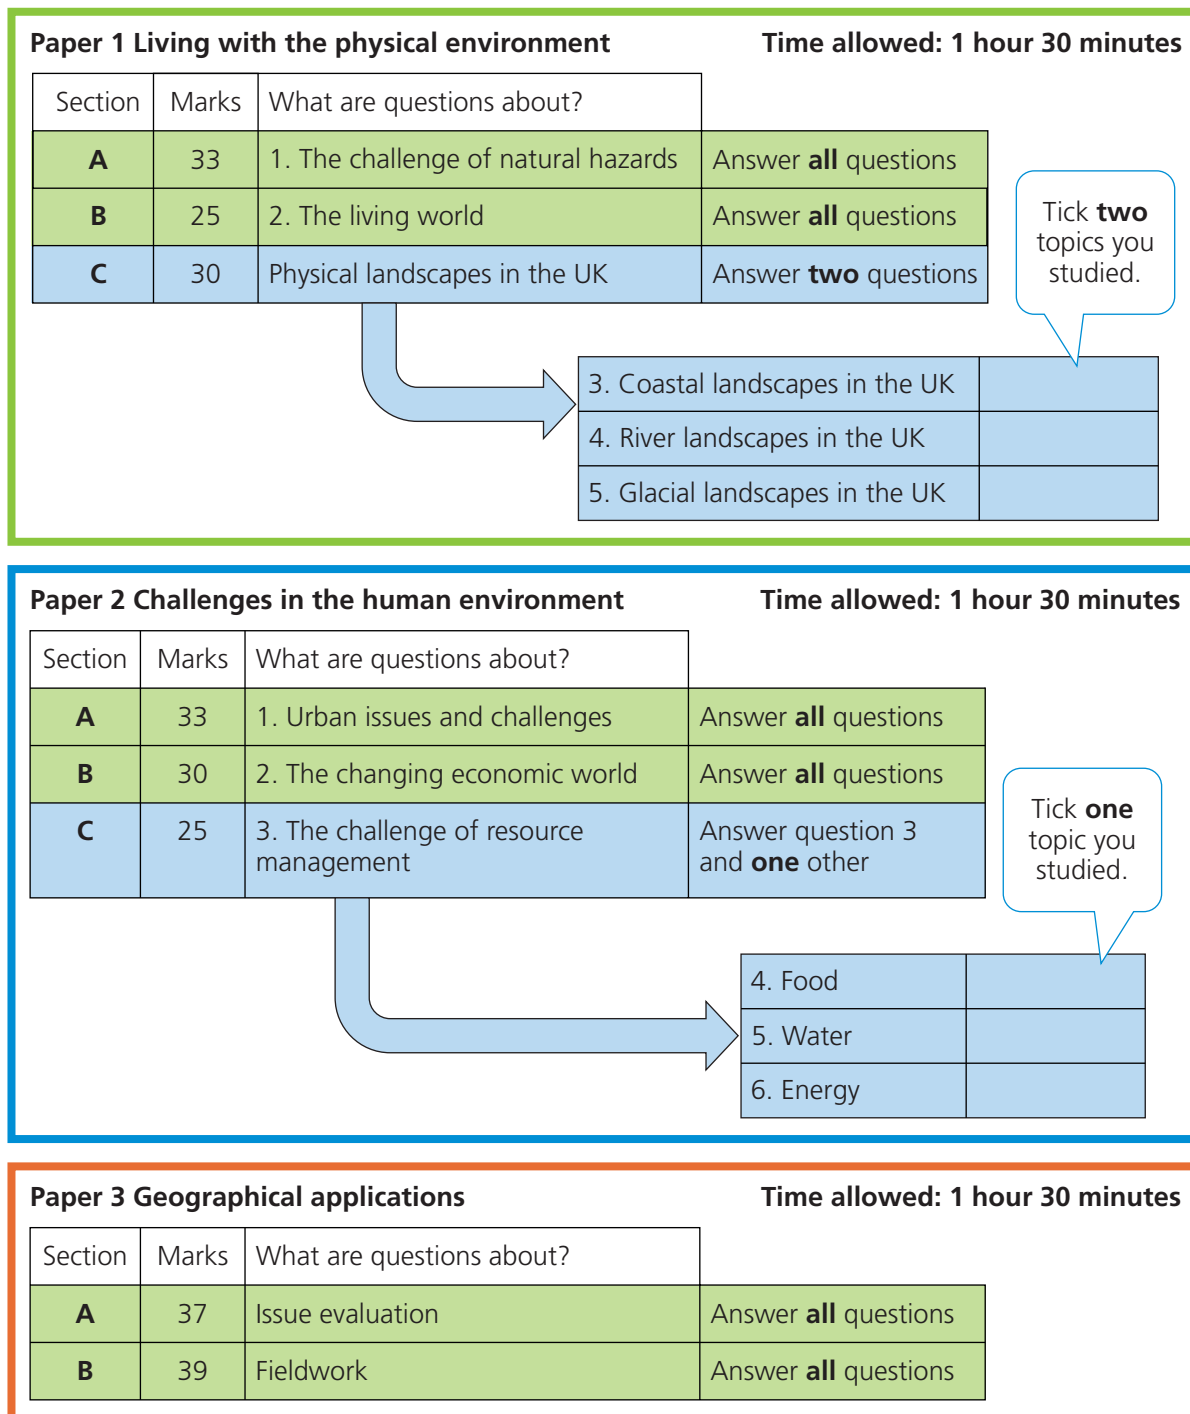 Paper 1 Living with the physical environment Time allowed: 1 hour 30 minutes
Section Marks What are questions about?
A 33 1. The challenge of natural hazards Answer all questions
B 25 2. The living world Answer all questions
C 30 Physical landscapes in the UK Answer two questions
Tick two
topics you
studied.
3. Coastal landscapes in the UK
4. River landscapes in the UK
5. Glacial landscapes in the UK
Paper 2 Challenges in the human environment Time allowed: 1 hour 30 minutes
Section Marks What are questions about?
A 33 1. Urban issues and challenges Answer all questions
B 30 2. The changing economic world Answer all questions
C 25 3. The challenge of resource Answer question 3
management and one other
Tick one
topic you
studied.
4. Food
5. Water
6. Energy
Paper 3 Geographical applications Time allowed: 1 hour 30 minutes
Section Marks What are questions about?
A 37 Issue evaluation Answer all questions
B 39 Fieldwork Answer all questions